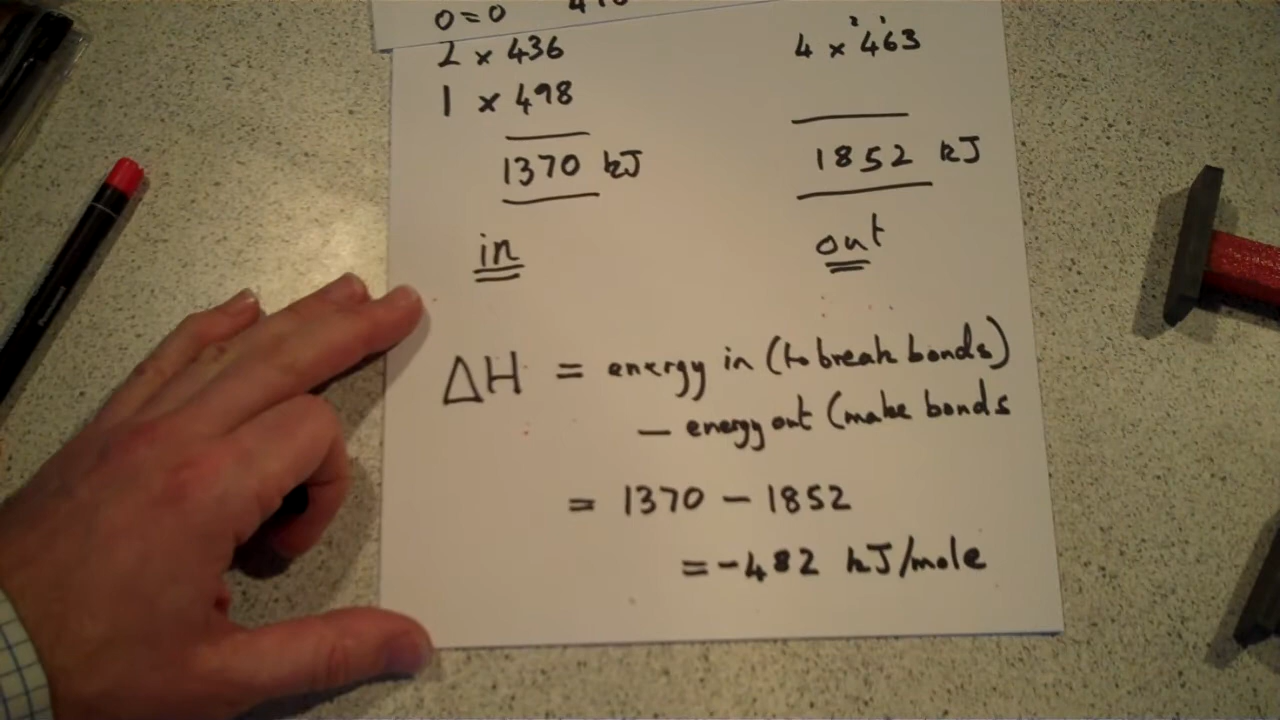 O=O
2 × 436
1 × 498
1370 kJ
in
4 × 463
1852 kJ
out
ΔH = energy in (to break bonds)
— energy out (make bonds
= 1370 — 1852
= -482 kJ/mole